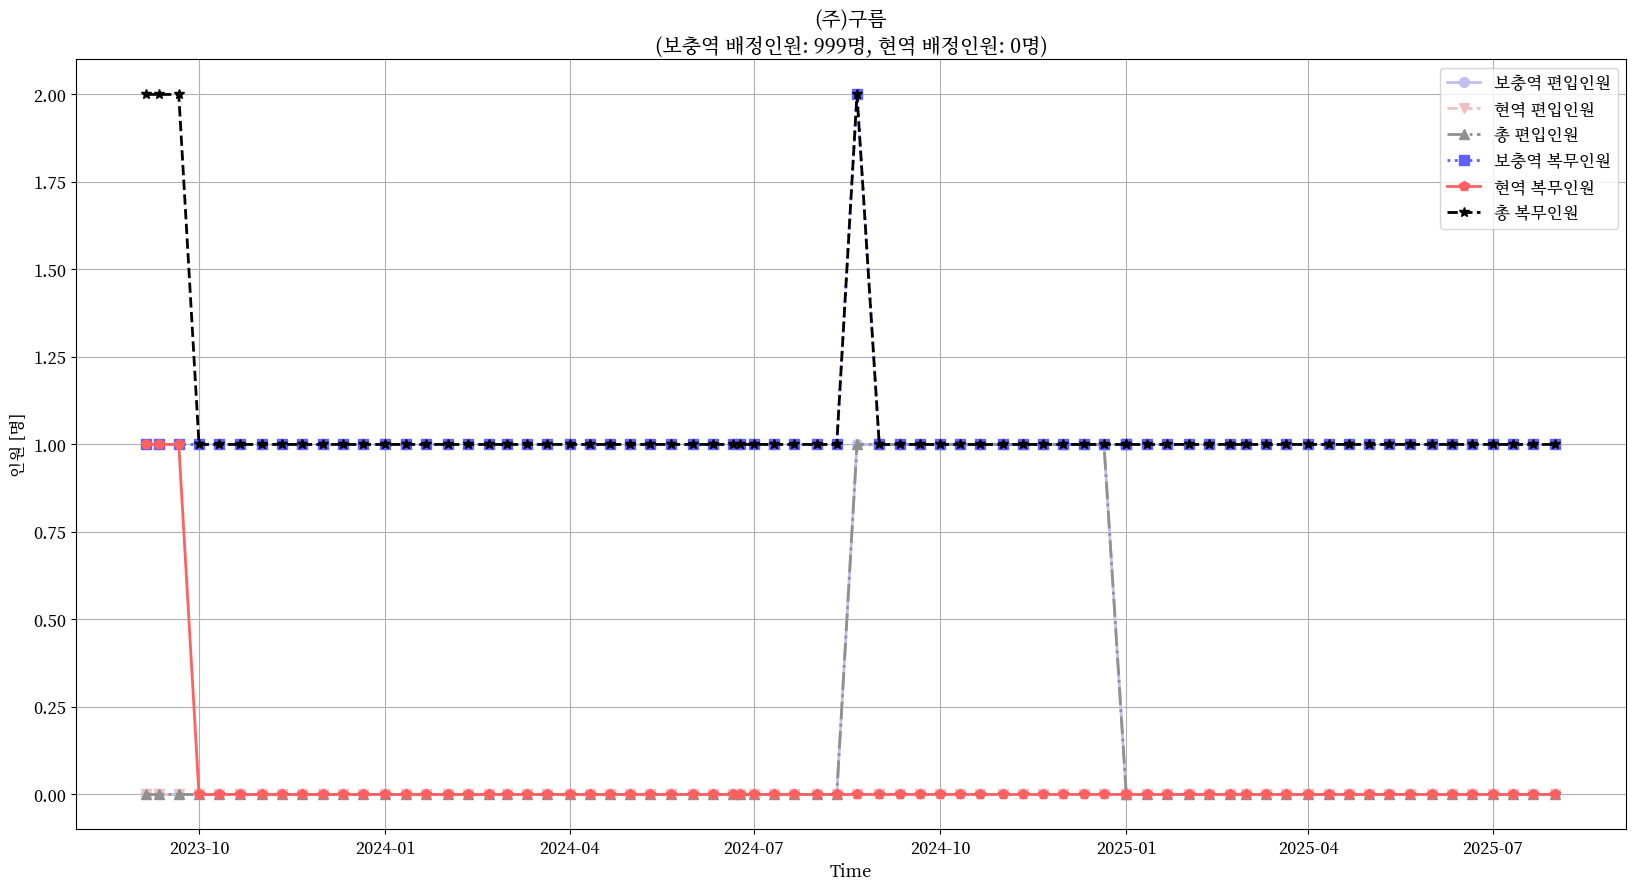 (주)구름
(보충역 배정인원: 999명, 현역 배정인원: 0명)
보충역 편입인원
현역 편입인원
총 편입인원
보충역 복무인원
현역 복무인원
총 복무인원
인원 [명]
2.00
1.75
1.50
1.25
1.00
0.75
0.50
0.25
0.00
2023-10
2024-01
2024-04
2024-07
2024-10
2025-01
2025-04
2025-07
Time